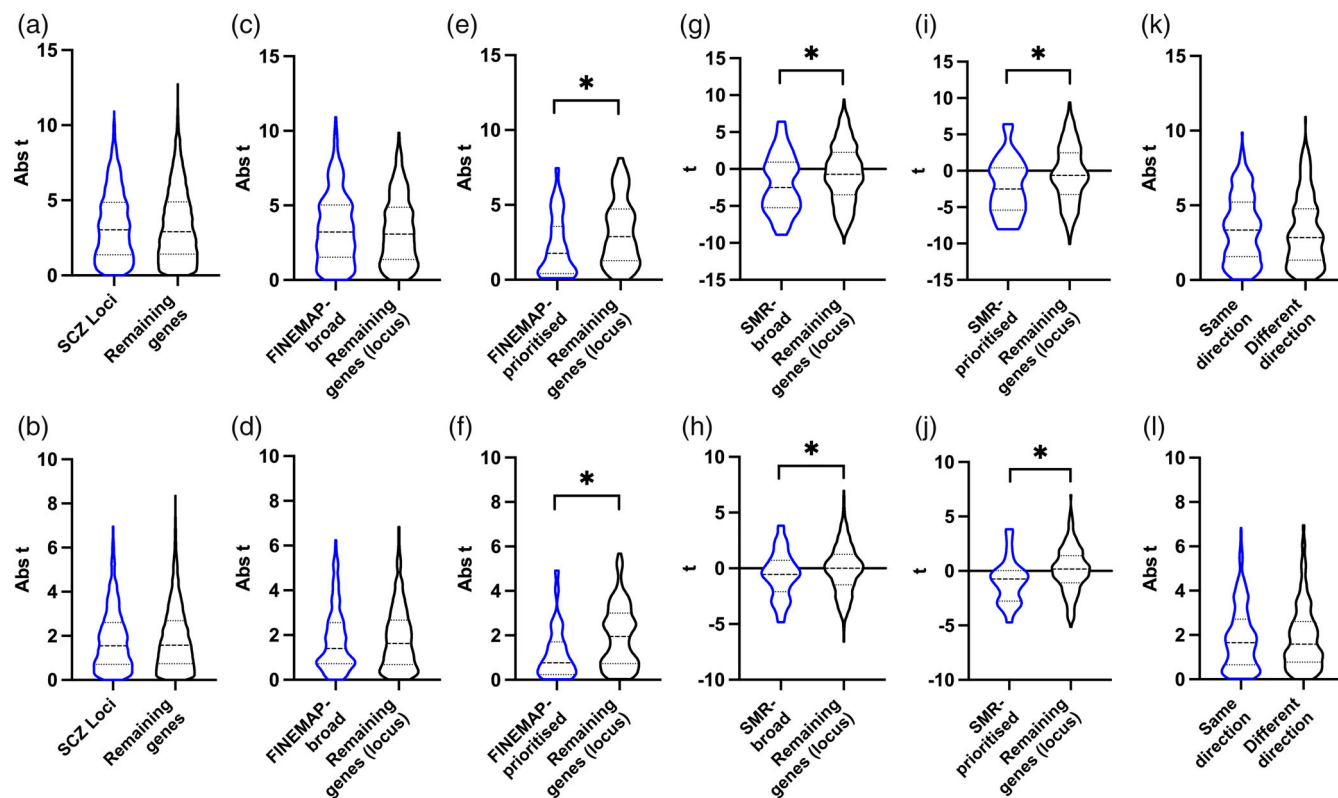 (a)
15
10
5
0
Abs t
SCZ Loci
Remaining
genes
(c)
15
10
5
0
Abs t
FINEMAP-
broad
Remaining
genes (locus)
(e)
15
10
5
0
Abs t
*
FINEMAP-
prioritised
Remaining
genes (locus)
(g)
15
10
5
0
-5
-10
-15
t
*
SMR-
broad
Remaining
genes (locus)
(i)
15
10
5
0
-5
-10
-15
t
*
SMR-
prioritised
Remaining
genes (locus)
(k)
15
10
5
0
Abs t
Same
direction
Different
direction
(b)
10
8
6
4
2
0
Abs t
SCZ Loci
Remaining
genes
(d)
10
8
6
4
2
0
Abs t
FINEMAP-
broad
Remaining
genes (locus)
(f)
10
8
6
4
2
0
Abs t
*
FINEMAP-
prioritised
Remaining
genes (locus)
(h)
10
5
0
-5
-10
t
*
SMR-
broad
Remaining
genes (locus)
(j)
10
5
0
-5
-10
t
*
SMR-
prioritised
Remaining
genes (locus)
(l)
10
8
6
4
2
0
Abs t
Same
direction
Different
direction